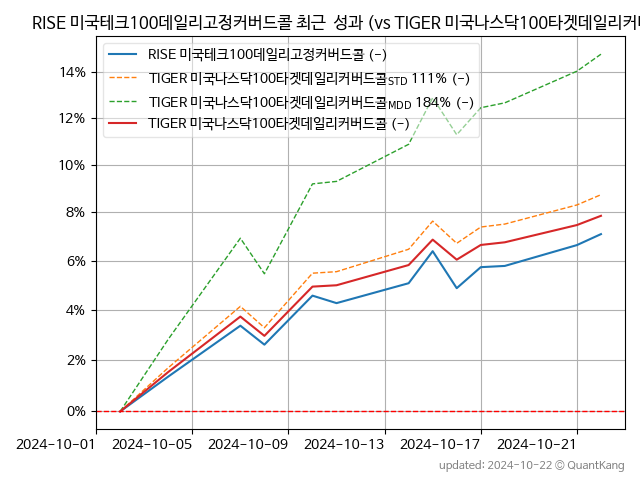 RISE 미국테크100데일리고정커버드콜 최근  성과 (vs TIGER 미국나스닥100타겟데일리커버
RISE 미국테크100데일리고정커버드콜 (-)
TIGER 미국나스닥100타겟데일리커버드콜STD 111% (-)
TIGER 미국나스닥100타겟데일리커버드콜MDD 184% (-)
TIGER 미국나스닥100타겟데일리커버드콜 (-)
14%
12%
10%
8%
6%
4%
2%
0%
2024-10-01 2024-10-05 2024-10-09 2024-10-13 2024-10-17 2024-10-21
updated: 2024-10-22 © QuantKang